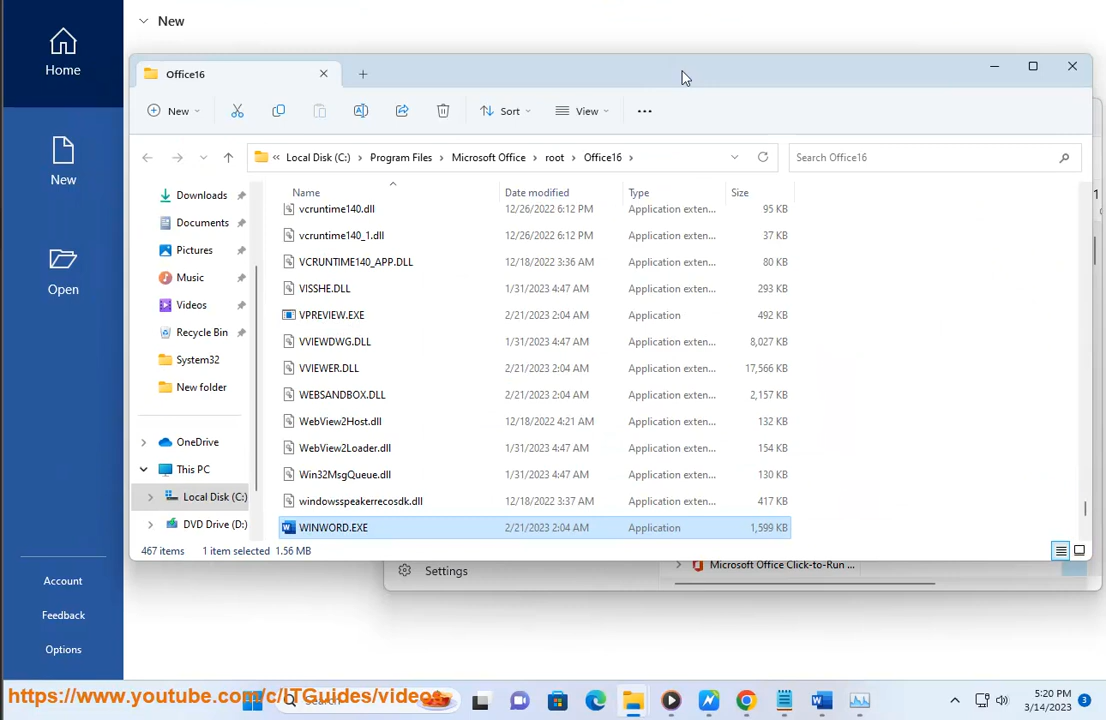 New
Home
New
Open
Account
Feedback
Options
Office16
New
Sort
View
Local Disk (C:) > Program Files > Microsoft Office > root > Office16 >
Search Office16
Downloads
Documents
Pictures
Music
Videos
Recycle Bin
System32
New folder
OneDrive
This PC
Local Disk (C:)
DVD Drive (D:)
Name Date modified Type Size
vcruntime140.dll 12/26/2022 6:12 PM Application exten... 95 KB
vcruntime140_1.dll 12/26/2022 6:12 PM Application exten... 37 KB
VCRUNTIME140_APP.DLL 12/18/2022 3:36 AM Application exten... 80 KB
VISSHE.DLL 1/31/2023 4:47 AM Application exten... 293 KB
VPREVIEW.EXE 2/21/2023 2:04 AM Application 492 KB
VVIEWDWG.DLL 1/31/2023 4:47 AM Application exten... 8,027 KB
VVIEWER.DLL 2/21/2023 2:04 AM Application exten... 17,566 KB
WEBSANDBOX.DLL 2/21/2023 2:04 AM Application exten... 2,157 KB
WebView2Host.dll 12/18/2022 4:21 AM Application exten... 132 KB
WebView2Loader.dll 1/31/2023 4:47 AM Application exten... 154 KB
Win32MsgQueue.dll 1/31/2023 4:47 AM Application exten... 130 KB
windowsspeakerrecosdk.dll 12/18/2022 3:37 AM Application exten... 417 KB
WINWORD.EXE 2/21/2023 2:04 AM Application 1,599 KB
467 items 1 item selected 1.56 MB
Settings
Microsoft Office Click-to-Run ...
https://www.youtube.com/c/ITGuides/videos
Search
5:20 PM
3/14/2023
3